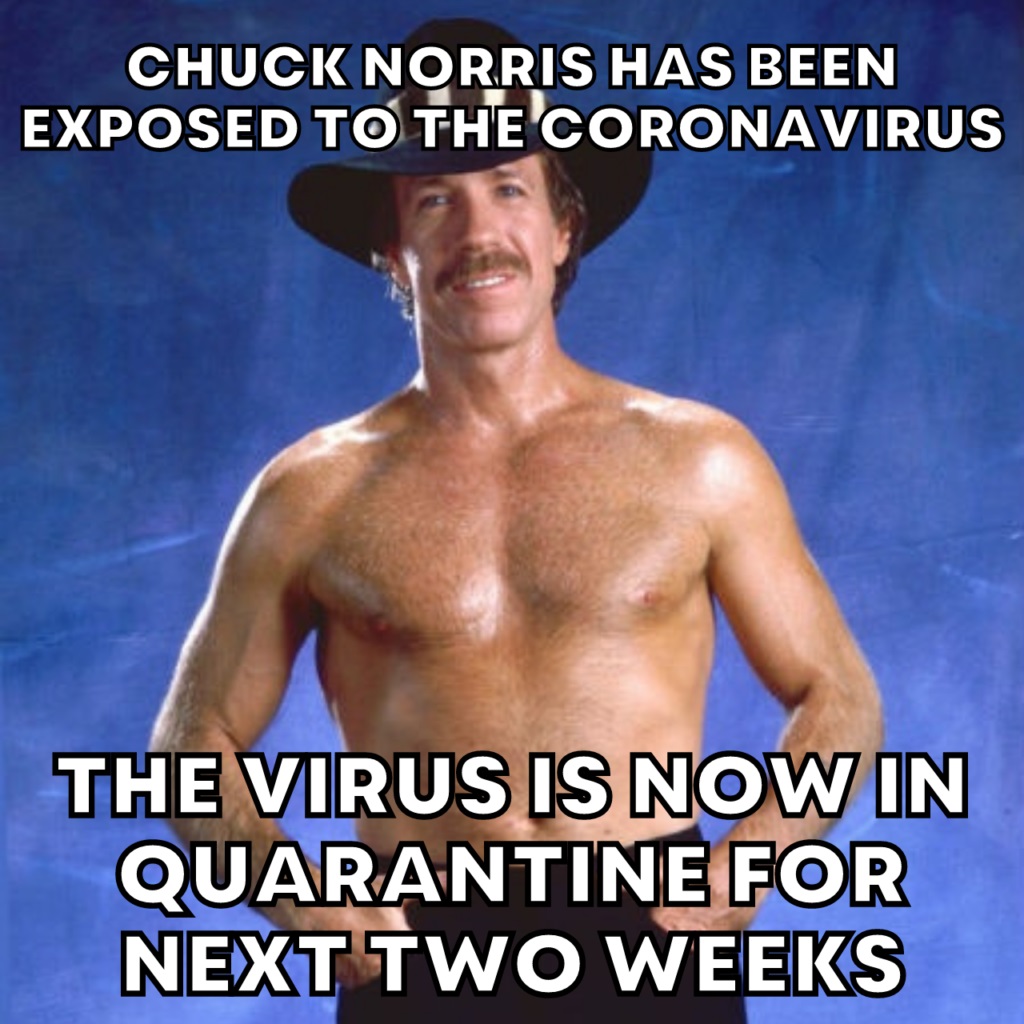 CHUCK NORRIS HAS BEEN
EXPOSED TO THE CORONAVIRUS
THE VIRUS IS NOW IN
QUARANTINE FOR
NEXT TWO WEEKS